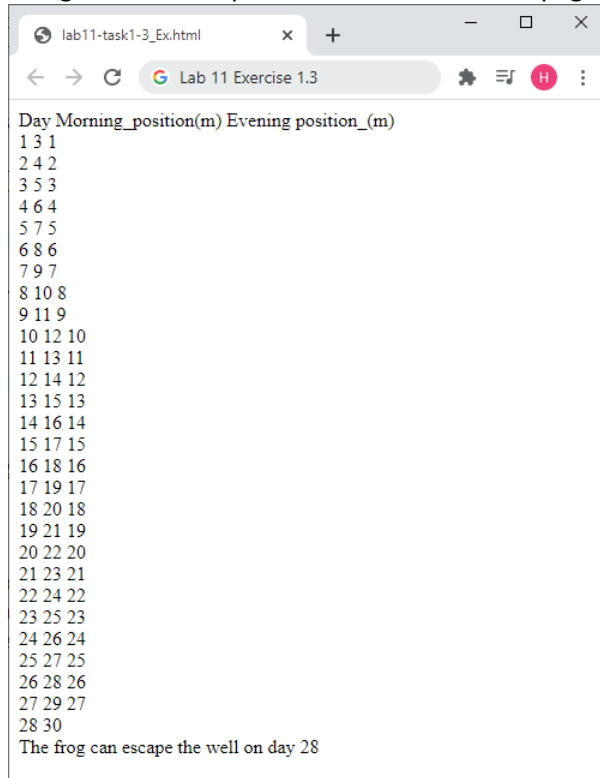 lab11-task1-3_Ex.html
Lab 11 Exercise 1.3
H
Day Morning_position(m) Evening position_(m)
1 3 1
2 4 2
3 5 3
4 6 4
5 7 5
6 8 6
7 9 7
8 10 8
9 11 9
10 12 10
11 13 11
12 14 12
13 15 13
14 16 14
15 17 15
16 18 16
17 19 17
18 20 18
19 21 19
20 22 20
21 23 21
22 24 22
23 25 23
24 26 24
25 27 25
26 28 26
27 29 27
28 30
The frog can escape the well on day 28